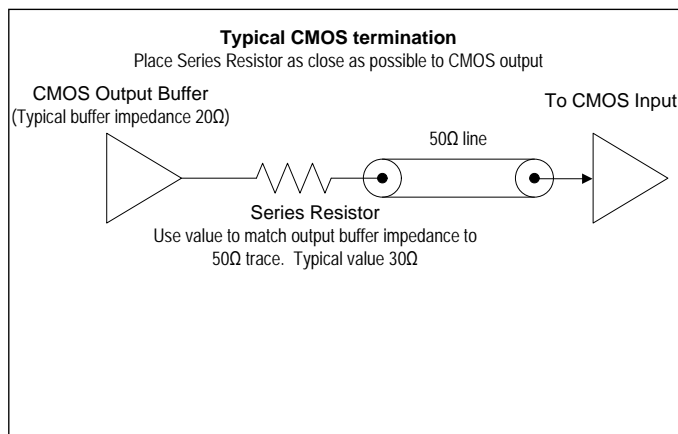 Typical CMOS termination
Place Series Resistor as close as possible to CMOS output
CMOS Output Buffer
(Typical buffer impedance 20Ω)
To CMOS Input
50Ω line
Series Resistor
Use value to match output buffer impedance to
50Ω trace. Typical value 30Ω